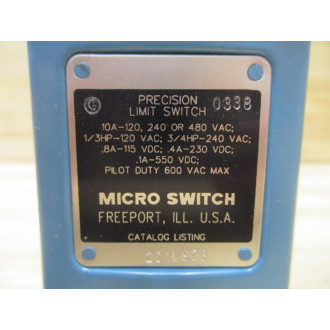 PRECISION 0338
LIMIT SWITCH
10A-120, 240 OR 480 VAC;
1/3HP-120 VAC; 3/4HP-240 VAC;
.8A-115 VDC; .4A-230 VDC;
.1A-550 VDC;
PILOT DUTY 600 VAC MAX
MICRO SWITCH
FREEPORT, ILL. U.S.A.
CATALOG LISTING